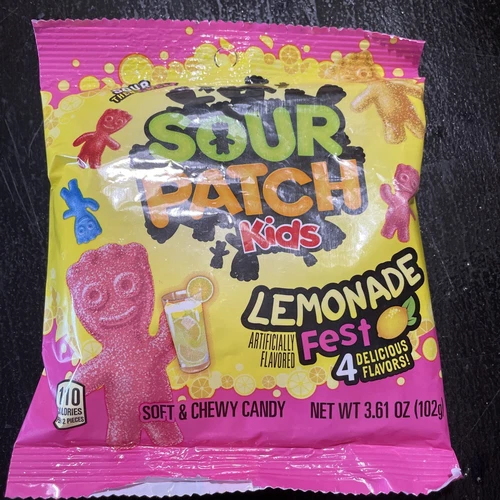 SOUR
PATCH
Kids
LEMONADE
Fest
ARTIFICIALLY
FLAVORED
4 DELICIOUS
FLAVORS!
110
CALORIES
SOFT & CHEWY CANDY
NET WT 3.61 OZ (102g)